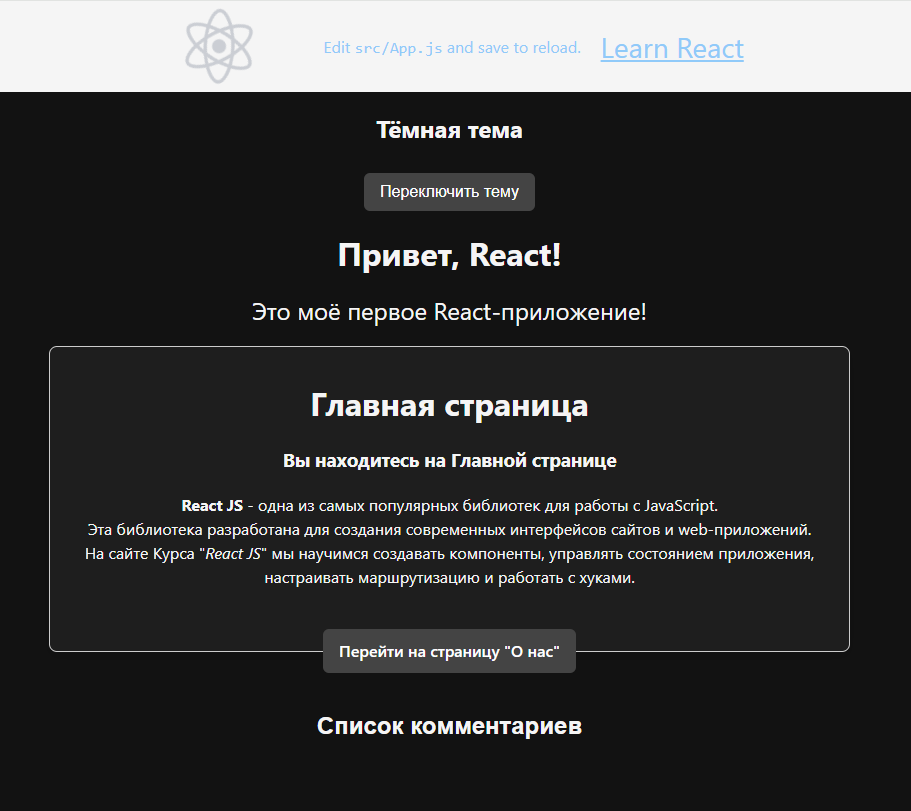 Edit src/App.js and save to reload. Learn React
Тёмная тема
Переключить тему
Привет, React!
Это моё первое React-приложение!
Главная страница
Вы находитесь на Главной странице
React JS - одна из самых популярных библиотек для работы с JavaScript.
Эта библиотека разработана для создания современных интерфейсов сайтов и web-приложений.
На сайте Курса "React JS" мы научимся создавать компоненты, управлять состоянием приложения,
настраивать маршрутизацию и работать с хуками.
Перейти на страницу "О нас"
Список комментариев